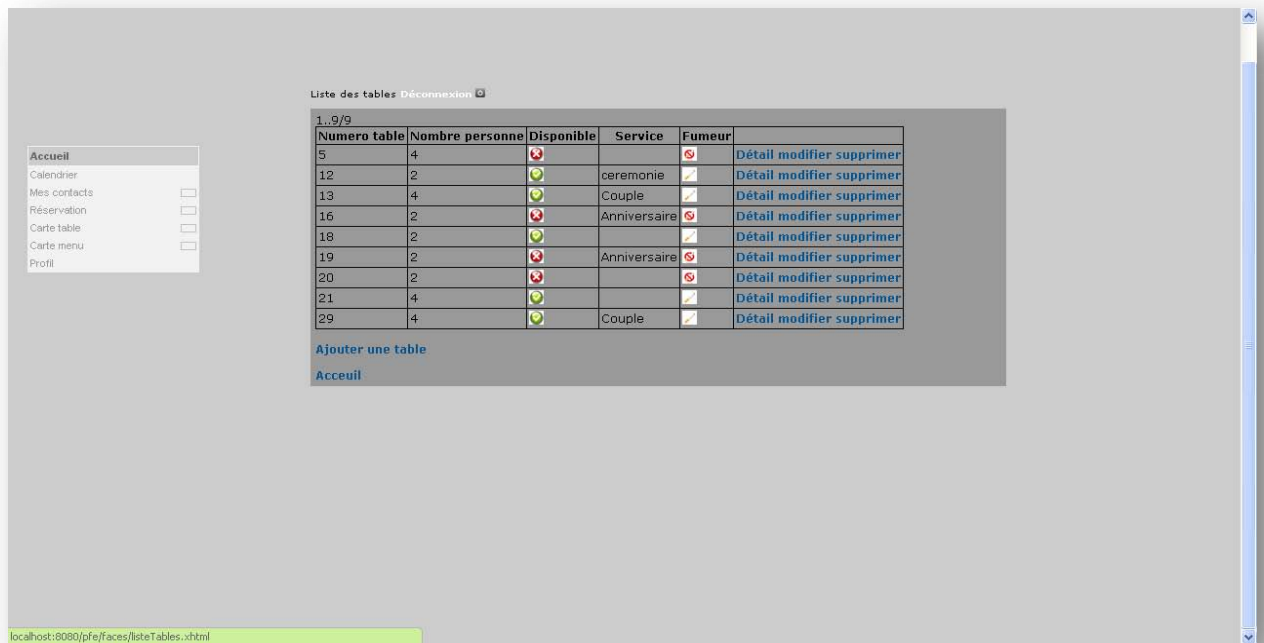 Liste des tables Déconnexion
1..9/9
Numero table Nombre personne Disponible Service Fumeur
5 4 Détail modifier supprimer
12 2 ceremonie Détail modifier supprimer
13 4 Couple Détail modifier supprimer
16 2 Anniversaire Détail modifier supprimer
18 2 Détail modifier supprimer
19 2 Anniversaire Détail modifier supprimer
20 2 Détail modifier supprimer
21 4 Détail modifier supprimer
29 4 Couple Détail modifier supprimer
Ajouter une table
Acceuil
Accueil
Calendrier
Mes contacts
Réservation
Carte table
Carte menu
Profil
localhost:8080/pfe/faces/listeTables.xhtml